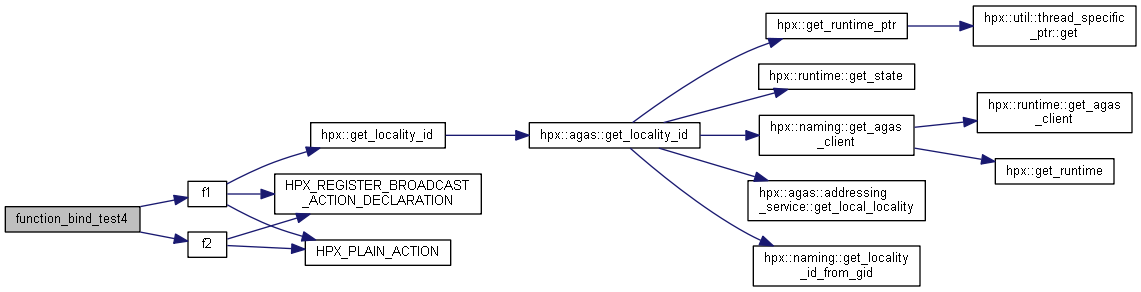 function_bind_test4
f1
f2
hpx::get_locality_id
HPX_REGISTER_BROADCAST
_ACTION_DECLARATION
HPX_PLAIN_ACTION
hpx::agas::get_locality_id
hpx::get_runtime_ptr
hpx::runtime::get_state
hpx::naming::get_agas
_client
hpx::agas::addressing
_service::get_local_locality
hpx::naming::get_locality
_id_from_gid
hpx::util::thread_specific
_ptr::get
hpx::runtime::get_agas
_client
hpx::get_runtime